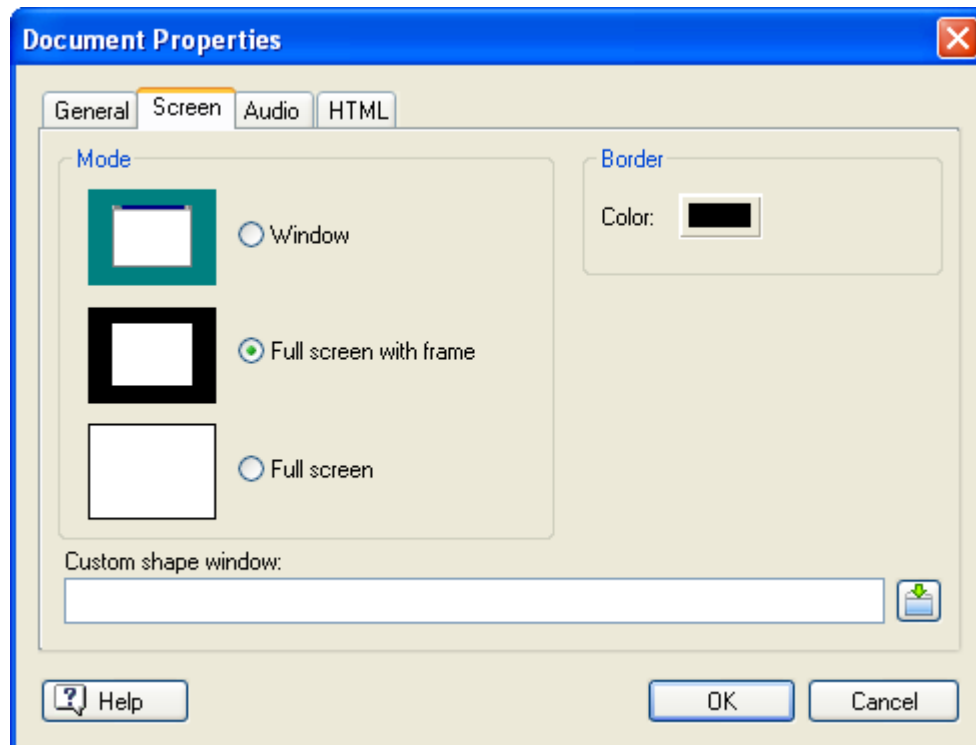 Document Properties
General Screen Audio HTML
Mode
Border
Window
Color:
Full screen with frame
Full screen
Custom shape window:
Help OK Cancel